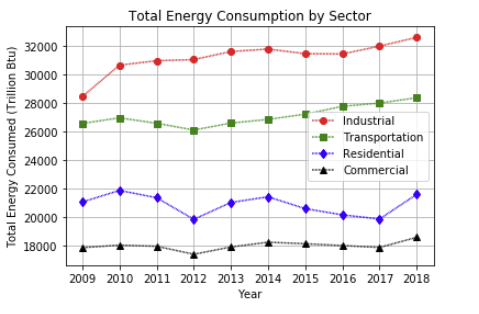 Total Energy Consumption by Sector
Total Energy Consumed (Trillion Btu)
32000
30000
28000
26000
24000
22000
20000
18000
Industrial
Transportation
Residential
Commercial
2009 2010 2011 2012 2013 2014 2015 2016 2017 2018
Year